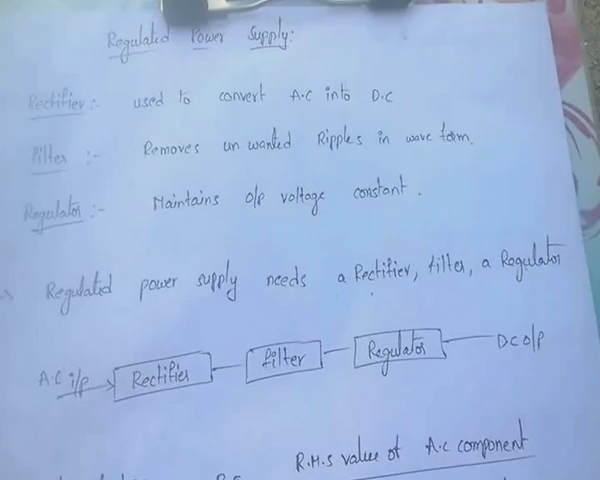 Regulated Power Supply:
Rectifier:- used to convert A.C into D.C
Filter:- Removes un wanted Ripples in wave form.
Regulator:- Maintains o/p voltage constant.
Regulated power supply needs a Rectifier, filter, a Regulator
A.C i/p Rectifier filter Regulator DC o/p
R.M.S value of A.C component